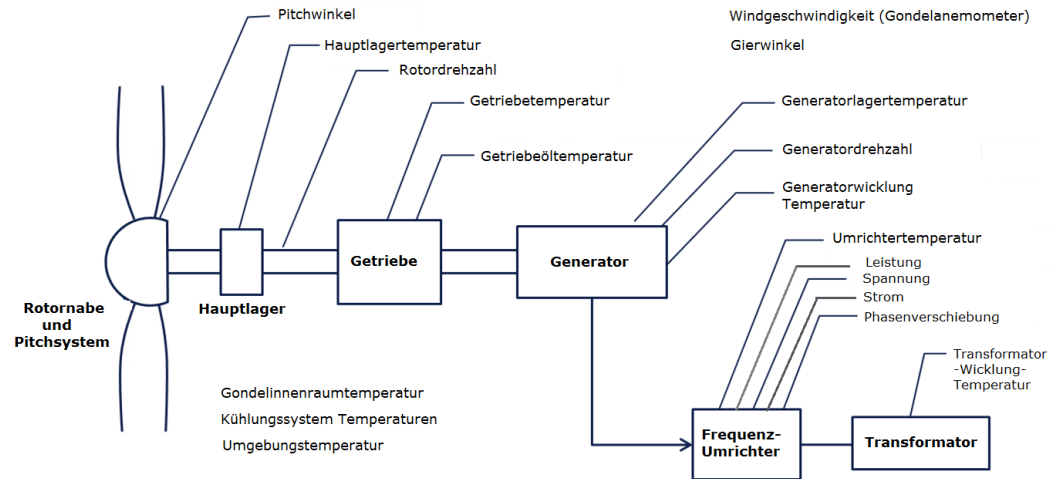 Pitchwinkel
Windgeschwindigkeit (Gondelanemometer)
Hauptlagertemperatur
Gierwinkel
Rotordrehzahl
Getriebetemperatur
Generatorlagertemperatur
Getriebeöltemperatur
Generatordrehzahl
Generatorwicklung
Temperatur
Umrichtertemperatur
Getriebe
Generator
Leistung
Spannung
Strom
Phasenverschiebung
Rotornabe
und
Pitchsystem
Hauptlager
Transformator
-Wicklung-
Temperatur
Gondelinnenraumtemperatur
Kühlungssystem Temperaturen
Umgebungstemperatur
Frequenz-
Umrichter
Transformator